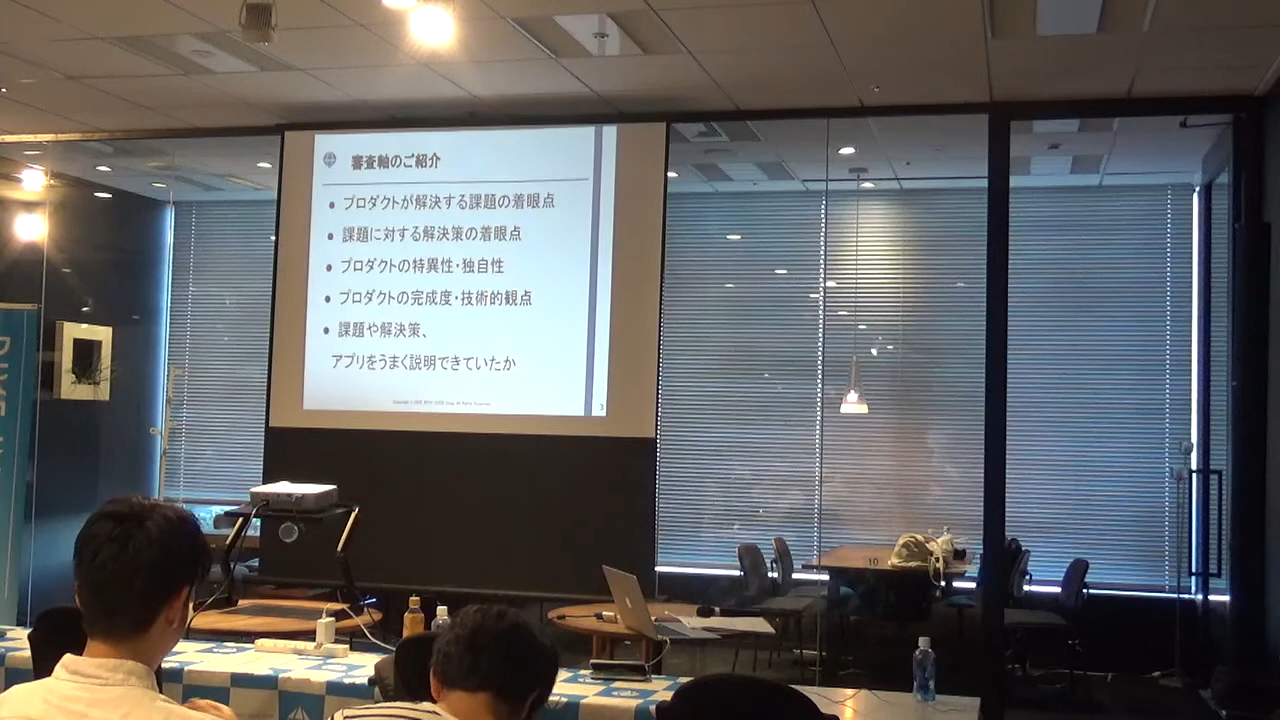 審査軸のご紹介
● プロダクトが解決する課題の着眼点
● 課題に対する解決策の着眼点
● プロダクトの特異性・独自性
● プロダクトの完成度・技術的観点
● 課題や解決策、
アプリをうまく説明できていたか
3
10